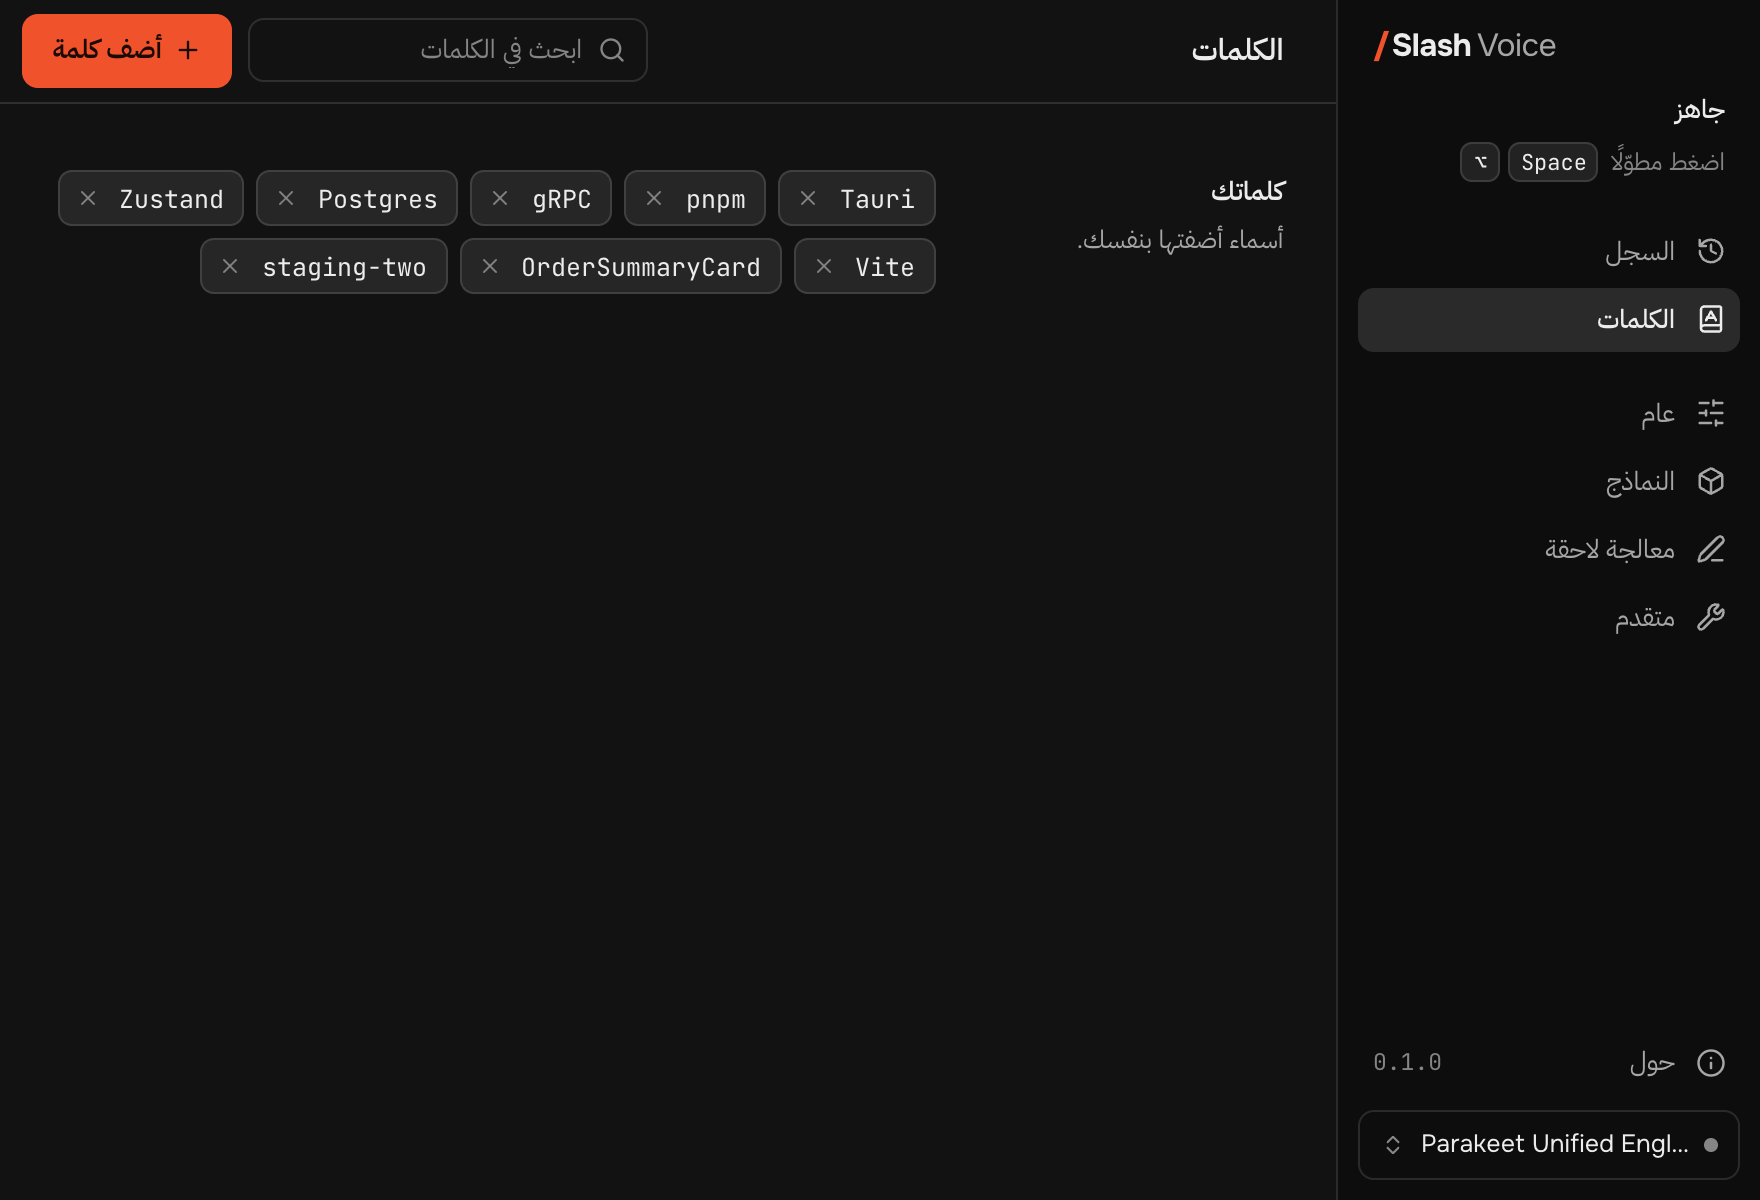 /Slash Voice
جاهز
اضغط مطوّلًا Space ⌥
السجل
الكلمات
عام
النماذج
معالجة لاحقة
متقدم
حول 0.1.0
Parakeet Unified Engl...
الكلمات
ابحث في الكلمات
أضف كلمة
كلماتك
أسماء أضفتها بنفسك.
Tauri pnpm gRPC Postgres Zustand
Vite OrderSummaryCard staging-two